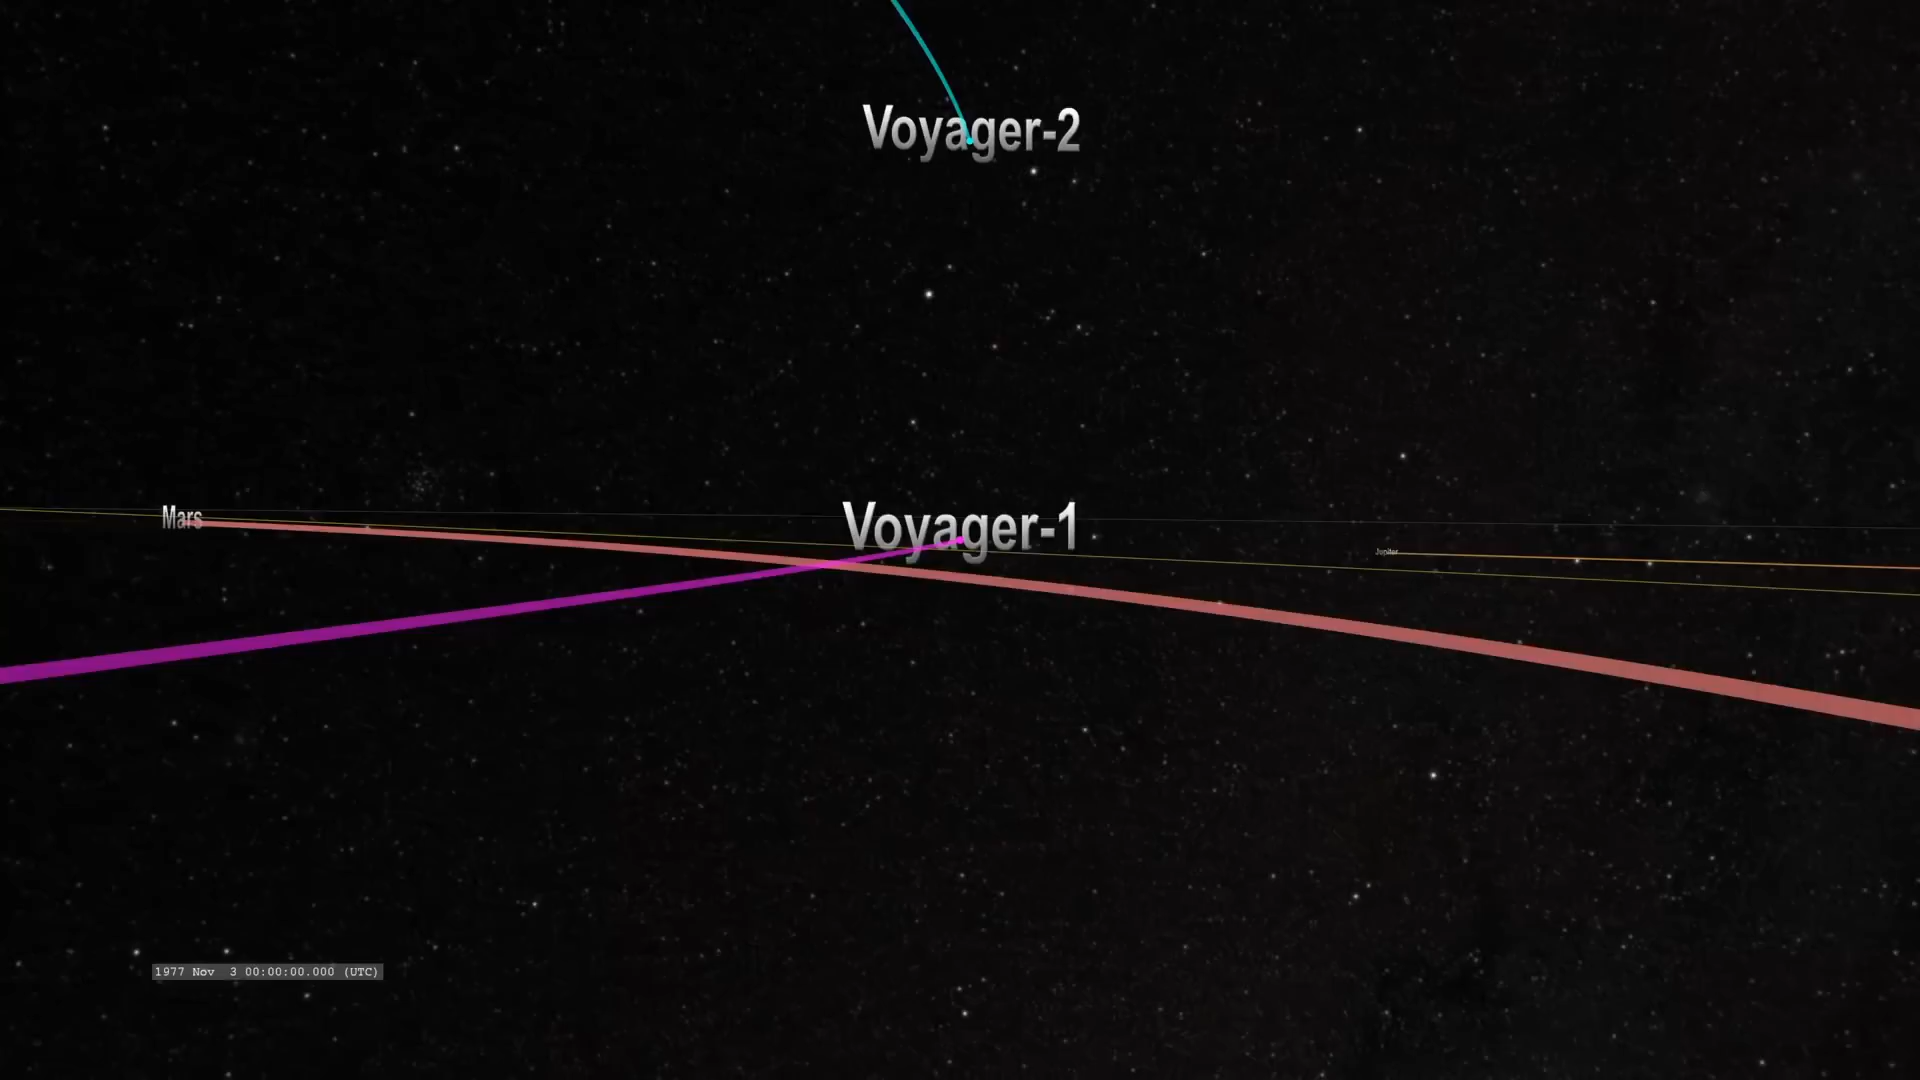 Voyager-2
Mars
Voyager-1
Jupiter
1977 Nov  3 00:00:00.000 (UTC)